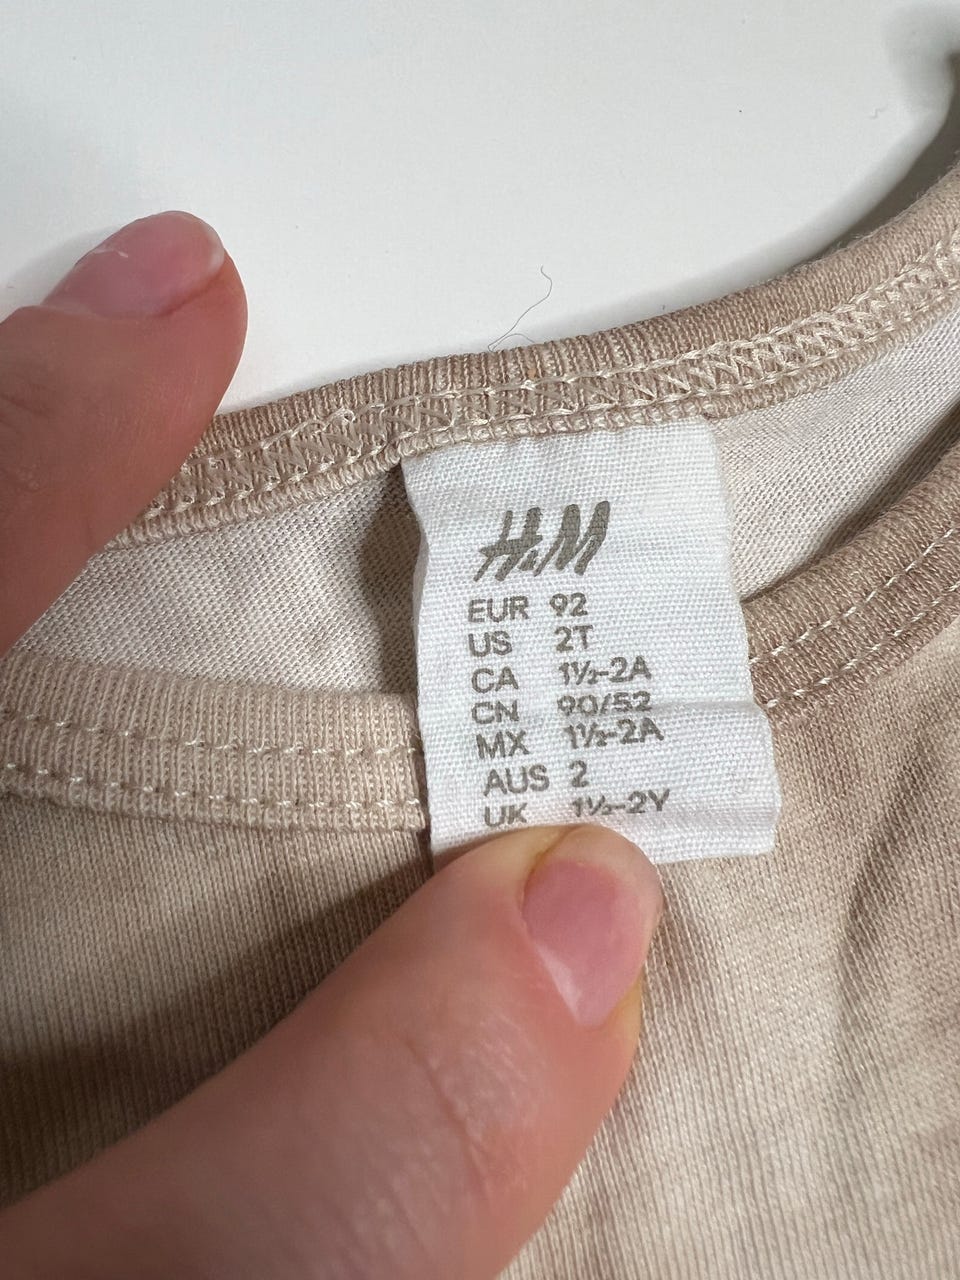 H&M
EUR 92
US 2T
CA 1½-2A
CN 90/52
MX 1½-2A
AUS 2
UK 1½-2Y